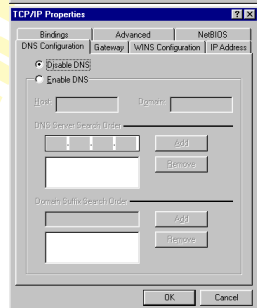 TCP/IP Properties
Bindings Advanced NetBIOS
DNS Configuration Gateway WINS Configuration IP Address
Disable DNS
Enable DNS
Host: Domain:
DNS Server Search Order
Add
Remove
Domain Suffix Search Order
Add
Remove
OK Cancel